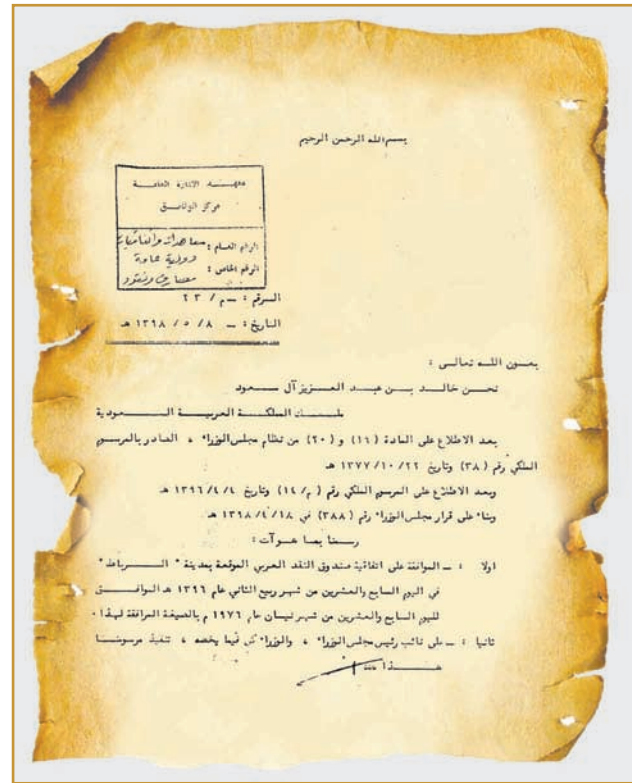 بسم الله الرحمن الرحيم
معهد الادارة العامة
مركز الوثائق
الرقم العام : معاهدات واتفاقيات
دولية عامة
الرقم الخاص : مصارف ونقود
الرقم : ـ م / ٢٣
التاريخ : ـ ٨ / ٥ / ١٣٩٨ هـ
بعون الله تعالى :
نحن خالد بن عبد العزيز آل سعود
ملك المملكة العربية السعودية
بعد الاطلاع على المادة (١٦) و (٢٠) من نظام مجلس الوزراء ، الصادر بالمرسوم
الملكي رقم (٣٨) وتاريخ ٢٢/١٠/١٣٧٧ هـ
وبعد الاطلاع على المرسوم الملكي رقم (م/١٤) وتاريخ ٤/٤/١٣٩٦ هـ
وبناء على قرار مجلس الوزراء رقم (٣٨٨) في ١٨/٤/١٣٩٨ هـ
رسمنا بما هو آت :
اولا : ـ الموافقة على اتفاقية صندوق النقد العربي الموقعة بمدينة " الرباط "
في اليوم السابع والعشرين من شهر ربيع الثاني عام ١٣٩٦ هـ الموافق
لليوم السابع والعشرين من شهر نيسان عام ١٩٧٦ م بالصيغة المرافقة لهذا .
ثانيا : ـ على نائب رئيس مجلس الوزراء ، والوزراء كل فيما يخصه ، تنفيذ مرسومنا
هذا ،،،